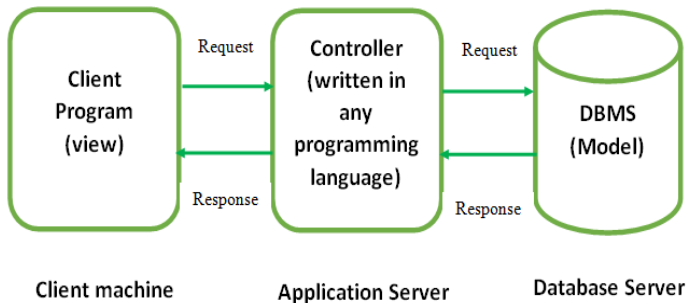 Client
Program
(view)
Request
Response
Controller
(written in
any
programming
language)
Request
Response
DBMS
(Model)
Client machine
Application Server
Database Server